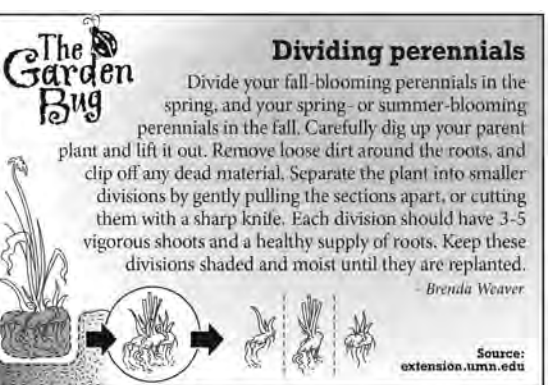 The
Garden
Bug
Dividing perennials
Divide your fall-blooming perennials in the
spring, and your spring- or summer-blooming
perennials in the fall. Carefully dig up your parent
plant and lift it out. Remove loose dirt around the roots, and
clip off any dead material. Separate the plant into smaller
divisions by gently pulling the sections apart, or cutting
them with a sharp knife. Each division should have 3-5
vigorous shoots and a healthy supply of roots. Keep these
divisions shaded and moist until they are replanted.
- Brenda Weaver
Source:
extension.umn.edu